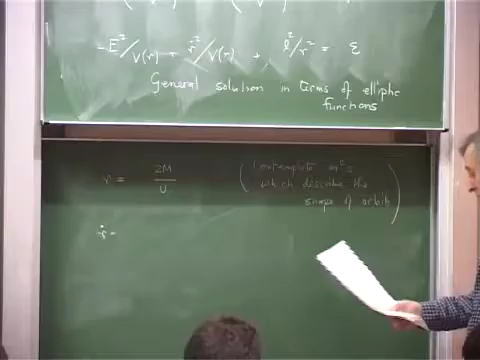 -E²/V(r) + ṙ²/V(r) + ℓ²/r² = ε
General solution in terms of elliptic
functions
r = 2M/U
(Contemplate
which describe the
shape of orbit)
ṙ =